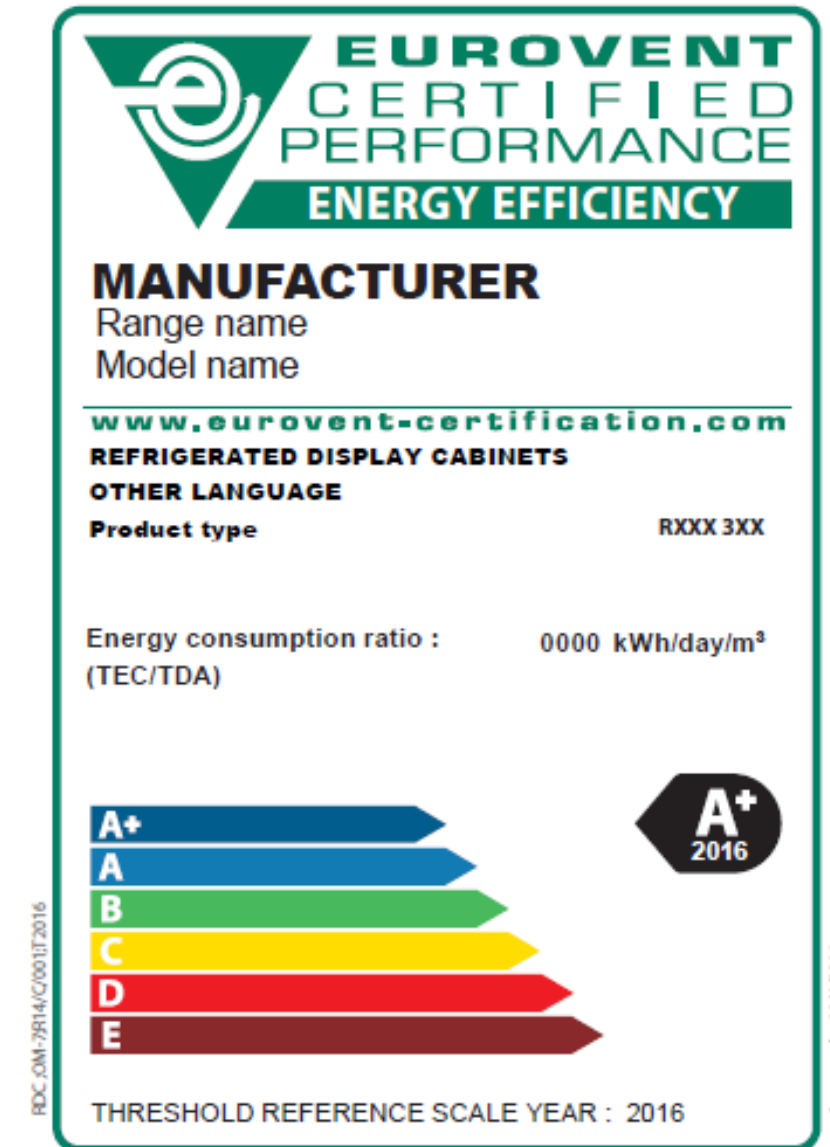 EUROVENT
CERTIFIED
PERFORMANCE
ENERGY EFFICIENCY
MANUFACTURER
Range name
Model name
www.eurovent-certification.com
REFRIGERATED DISPLAY CABINETS
OTHER LANGUAGE
Product type RXXX 3XX
Energy consumption ratio : 0000 kWh/day/m³
(TEC/TDA)
A+
A+
2016
A
B
C
D
E
THRESHOLD REFERENCE SCALE YEAR : 2016